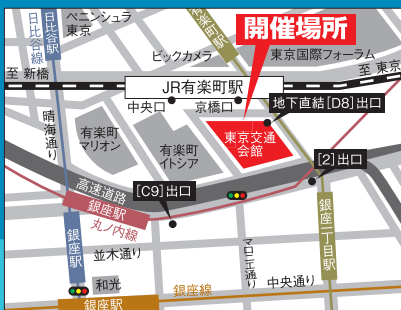 ペニンシュラ
東京
日比谷線
日比谷駅
ビックカメラ
有楽町駅
開催場所
東京国際フォーラム
至 新橋
至 東京
JR有楽町駅
中央口
京橋口
地下直結[D8]出口
晴海通り
有楽町
マリオン
有楽町
イトシア
東京交通
会館
[2]出口
高速道路
[C9]出口
銀座駅
丸ノ内線
銀座駅
並木通り
マロニエ通り
銀座一丁目駅
和光
中央通り
銀座駅
銀座線